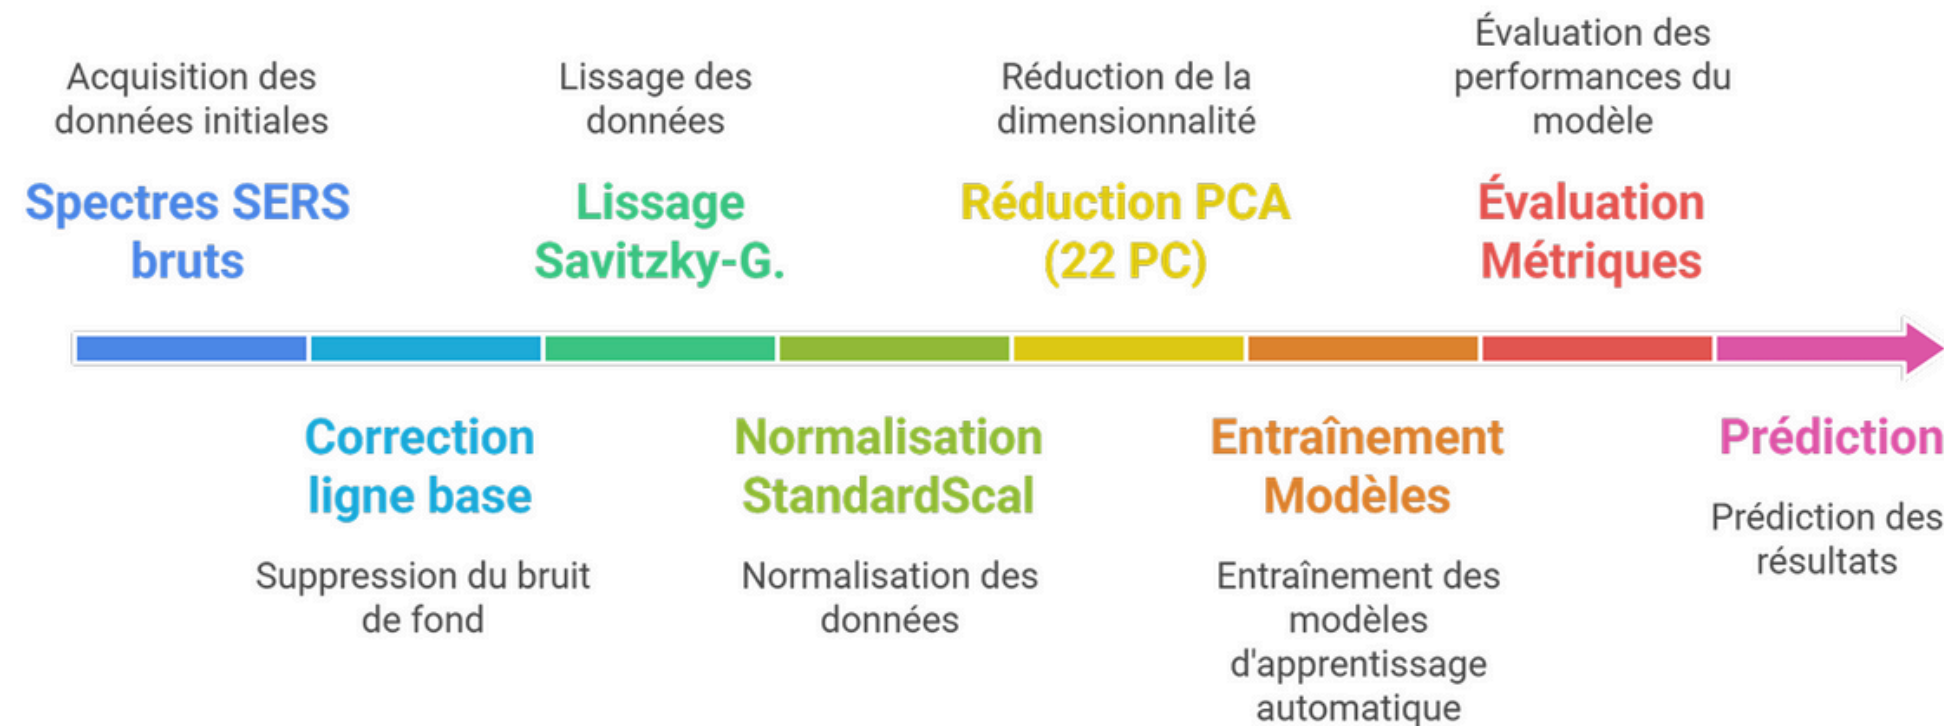 Acquisition des
données initiales
Spectres SERS
bruts
Correction
ligne base
Suppression du bruit
de fond
Lissage des
données
Lissage
Savitzky-G.
Normalisation
StandardScal
Normalisation des
données
Réduction de la
dimensionnalité
Réduction PCA
(22 PC)
Entraînement
Modèles
Entraînement des
modèles
d'apprentissage
automatique
Évaluation des
performances du
modèle
Évaluation
Métriques
Prédiction
Prédiction des
résultats